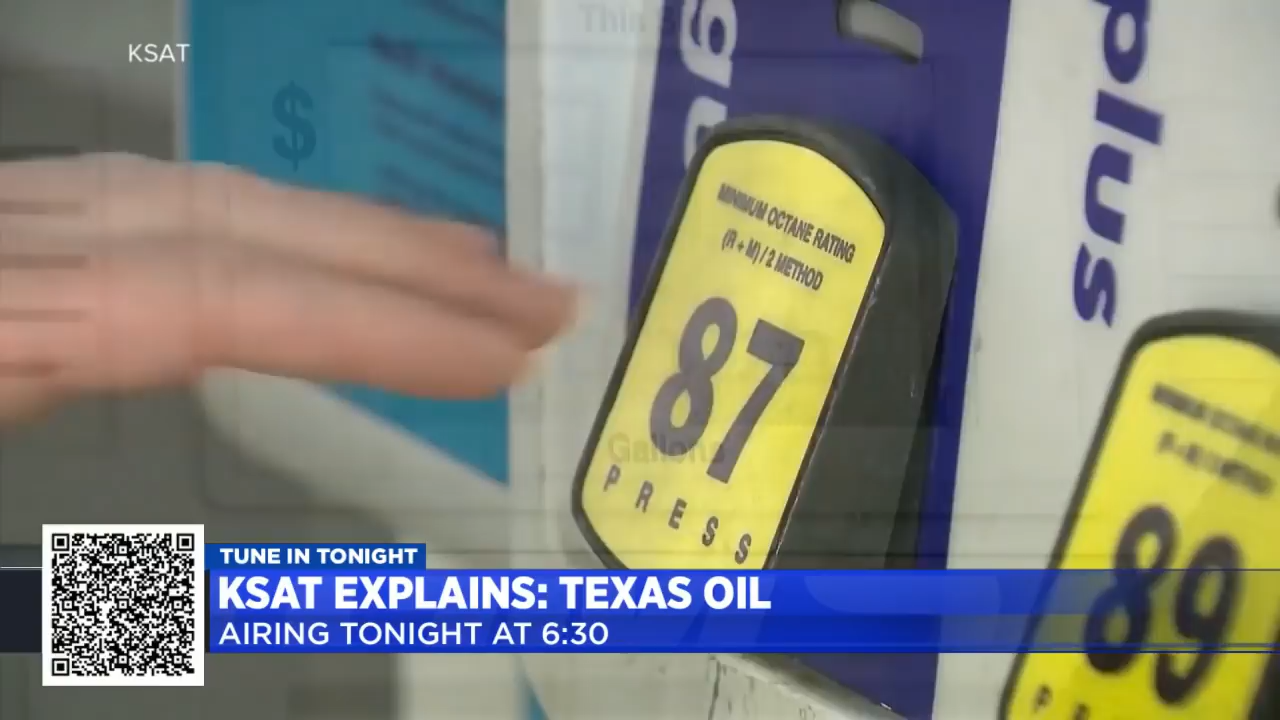 KSAT
$
plus
MINIMUM OCTANE RATING
(R + M) / 2 METHOD
87
PRESS
Gallons
89
TUNE IN TONIGHT
KSAT EXPLAINS: TEXAS OIL
AIRING TONIGHT AT 6:30